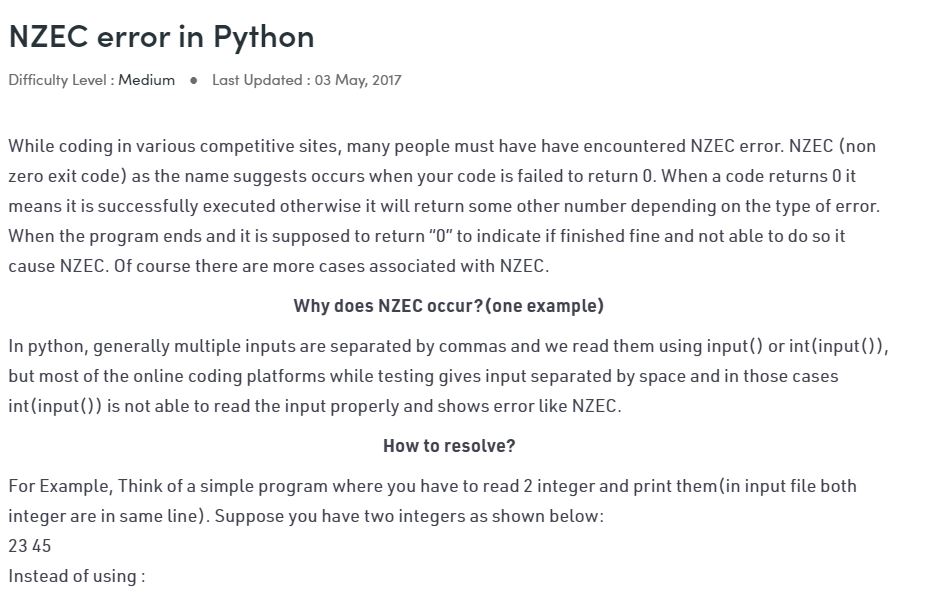 NZEC error in Python
Difficulty Level : Medium ● Last Updated : 03 May, 2017
While coding in various competitive sites, many people must have have encountered NZEC error. NZEC (non
zero exit code) as the name suggests occurs when your code is failed to return 0. When a code returns 0 it
means it is successfully executed otherwise it will return some other number depending on the type of error.
When the program ends and it is supposed to return “0” to indicate if finished fine and not able to do so it
cause NZEC. Of course there are more cases associated with NZEC.
Why does NZEC occur?(one example)
In python, generally multiple inputs are separated by commas and we read them using input() or int(input()),
but most of the online coding platforms while testing gives input separated by space and in those cases
int(input()) is not able to read the input properly and shows error like NZEC.
How to resolve?
For Example, Think of a simple program where you have to read 2 integer and print them(in input file both
integer are in same line). Suppose you have two integers as shown below:
23 45
Instead of using :